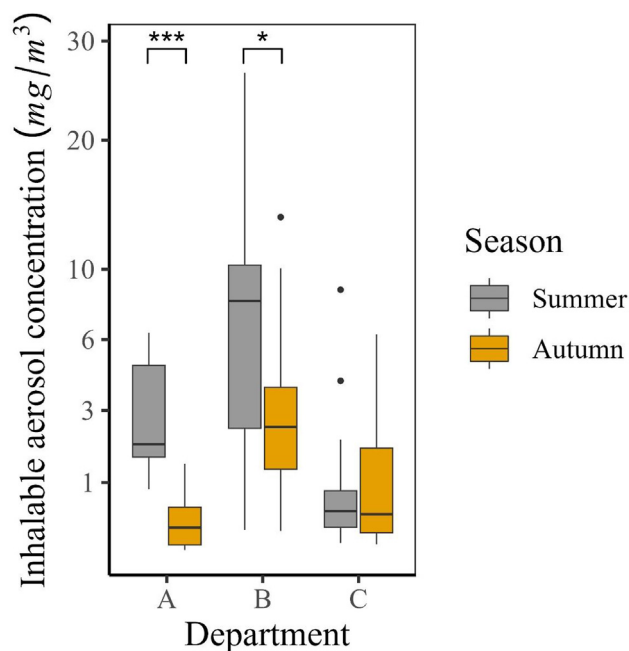 Inhalable aerosol concentration (mg/m³)
30
20
10
6
3
1
***
*
A
B
C
Department
Season
Summer
Autumn